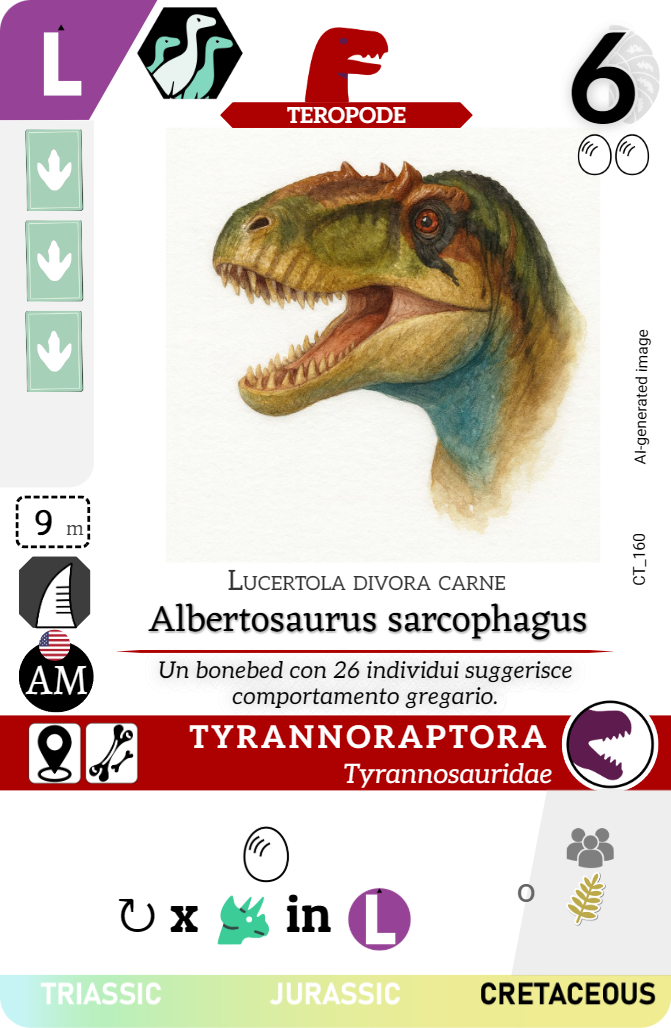 L
6
TEROPODE
AI-generated image
CT_160
9 m
AM
Lucertola divora carne
Albertosaurus sarcophagus
Un bonebed con 26 individui suggerisce
comportamento gregario.
TYRANNORAPTORA
Tyrannosauridae
↻ x in L
o
TRIASSIC JURASSIC CRETACEOUS